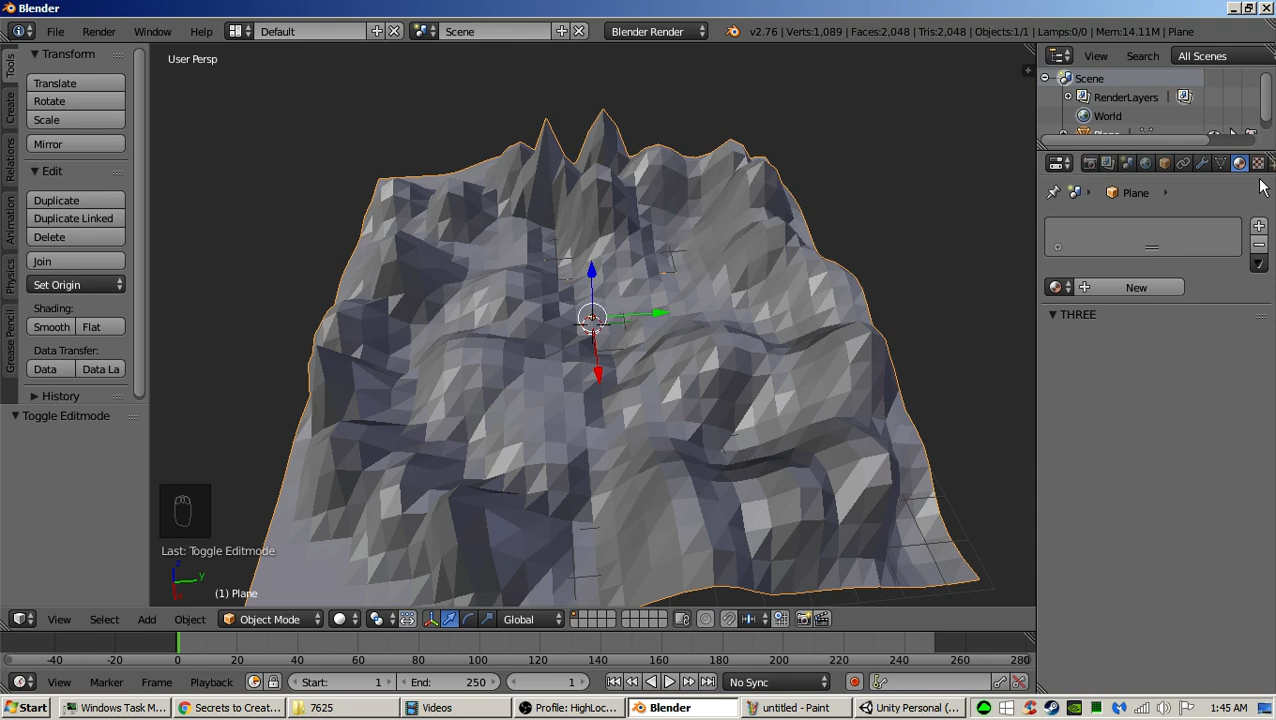 Blender
File Render Window Help Default Scene Blender Render v2.76 | Verts:1,089 | Faces:2,048 | Tris:2,048 | Objects:1/1 | Lamps:0/0 | Mem:14.11M | Plane
Tools
Create
Relations
Animation
Physics
Grease Pencil
Transform
Translate
Rotate
Scale
Mirror
Edit
Duplicate
Duplicate Linked
Delete
Join
Set Origin
Shading:
Smooth Flat
Data Transfer:
Data Data La
History
Toggle Editmode
User Persp
Last: Toggle Editmode
z
y
(1) Plane
View Search All Scenes
Scene
RenderLayers
World
Plane
New
THREE
View Select Add Object Object Mode Global
-40 -20 0 20 40 60 80 100 120 140 160 180 200 220 240 260 280
View Marker Frame Playback Start: 1 End: 250 1 No Sync
Start Windows Task M... Secrets to Creat... 7625 Videos Profile: HighLoc... Blender untitled - Paint Unity Personal (... 1:45 AM